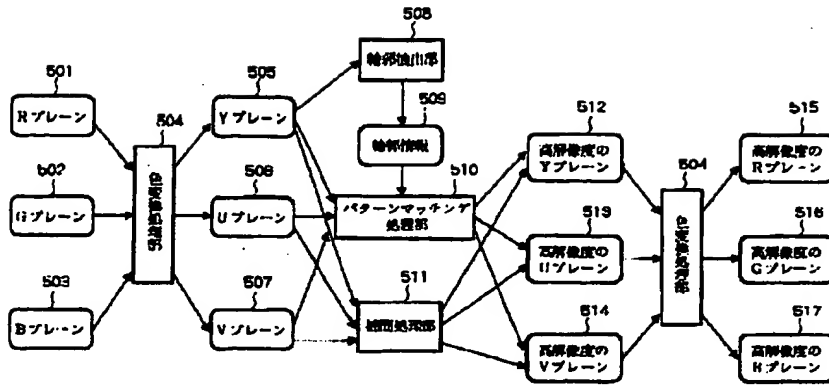 501
Rプレーン
502
Gプレーン
503
Bプレーン
504
505
Yプレーン
506
Uプレーン
507
Vプレーン
508
輪郭抽出部
509
輪郭情報
510
パターンマッチング
処理部
511
補間処理部
512
高解像度の
Yプレーン
513
高解像度の
Uプレーン
514
高解像度の
Vプレーン
504
515
高解像度の
Rプレーン
516
高解像度の
Gプレーン
517
高解像度の